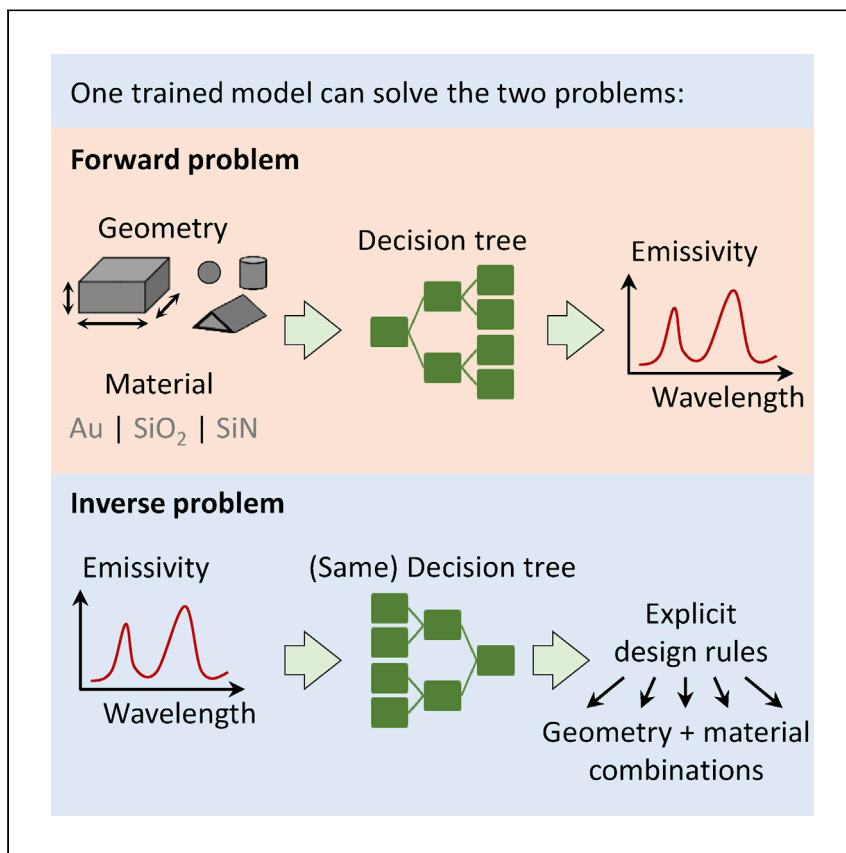 One trained model can solve the two problems:
Forward problem
Geometry
Decision tree
Emissivity
Wavelength
Material
Au | SiO₂ | SiN
Inverse problem
Emissivity
(Same) Decision tree
Wavelength
Explicit
design rules
Geometry + material
combinations